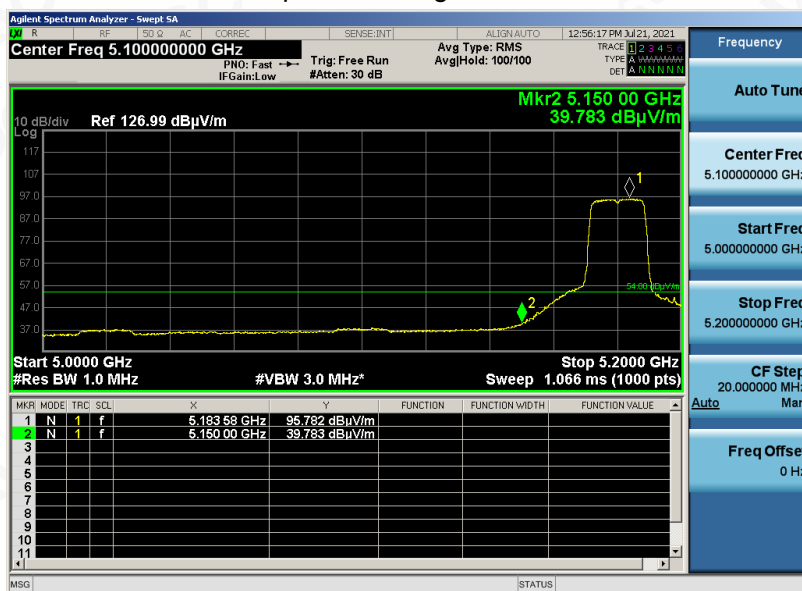 Agilent Spectrum Analyzer - Swept SA
LXI R RF 50 Ω AC CORREC SENSE:INT ALIGN AUTO 12:56:17 PM Jul 21, 2021
Center Freq 5.100000000 GHz
PNO: Fast
IFGain:Low
Trig: Free Run
#Atten: 30 dB
Avg Type: RMS
Avg|Hold: 100/100
TRACE 1 2 3 4 5 6
TYPE A WWWWW
DET A N N N N N
Mkr2 5.150 00 GHz
39.783 dBµV/m
10 dB/div Ref 126.99 dBµV/m
Log
117
107
97.0
87.0
77.0
67.0
57.0
47.0
37.0
1
2
54.00 dBµV/m
Start 5.0000 GHz Stop 5.2000 GHz
#Res BW 1.0 MHz #VBW 3.0 MHz* Sweep 1.066 ms (1000 pts)
MKR MODE TRC SCL X Y FUNCTION FUNCTION WIDTH FUNCTION VALUE
1 N 1 f 5.183 58 GHz 95.782 dBµV/m
2 N 1 f 5.150 00 GHz 39.783 dBµV/m
3
4
5
6
7
8
9
10
11
MSG STATUS
Frequency
Auto Tune
Center Freq
5.100000000 GHz
Start Freq
5.000000000 GHz
Stop Freq
5.200000000 GHz
CF Step
20.000000 MHz
Auto Man
Freq Offset
0 Hz